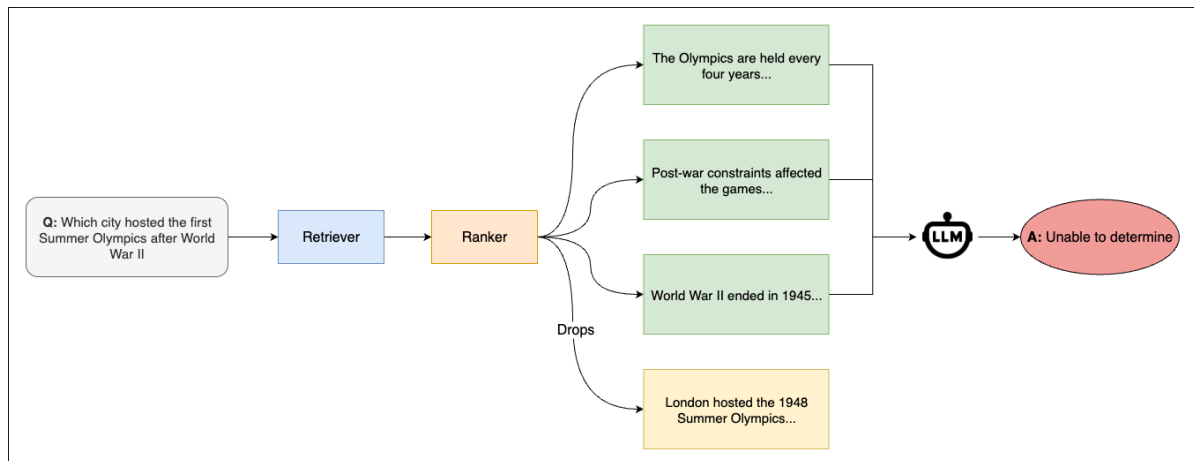 The Olympics are held every
four years...
Post-war constraints affected
the games...
Q: Which city hosted the first
Summer Olympics after World
War II
Retriever
Ranker
LLM
A: Unable to determine
World War II ended in 1945...
Drops
London hosted the 1948
Summer Olympics...